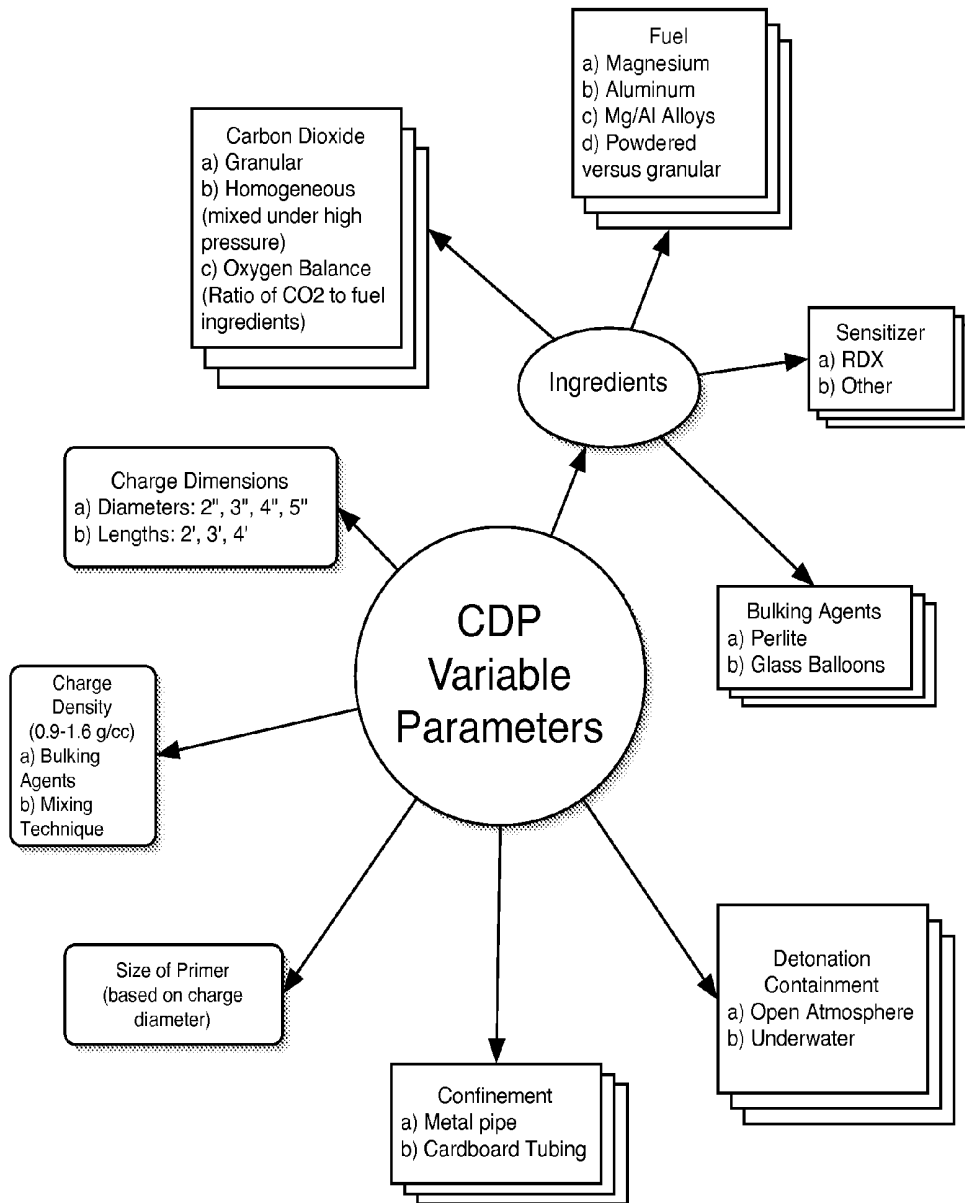 Fuel
a) Magnesium
b) Aluminum
c) Mg/Al Alloys
d) Powdered
versus granular
Carbon Dioxide
a) Granular
b) Homogeneous
(mixed under high
pressure)
c) Oxygen Balance
(Ratio of CO2 to fuel
ingredients)
Ingredients
Sensitizer
a) RDX
b) Other
Charge Dimensions
a) Diameters: 2", 3", 4", 5"
b) Lengths: 2', 3', 4'
Bulking Agents
a) Perlite
b) Glass Balloons
CDP
Variable
Parameters
Charge
Density
(0.9-1.6 g/cc)
a) Bulking
Agents
b) Mixing
Technique
Size of Primer
(based on charge
diameter)
Detonation
Containment
a) Open Atmosphere
b) Underwater
Confinement
a) Metal pipe
b) Cardboard Tubing